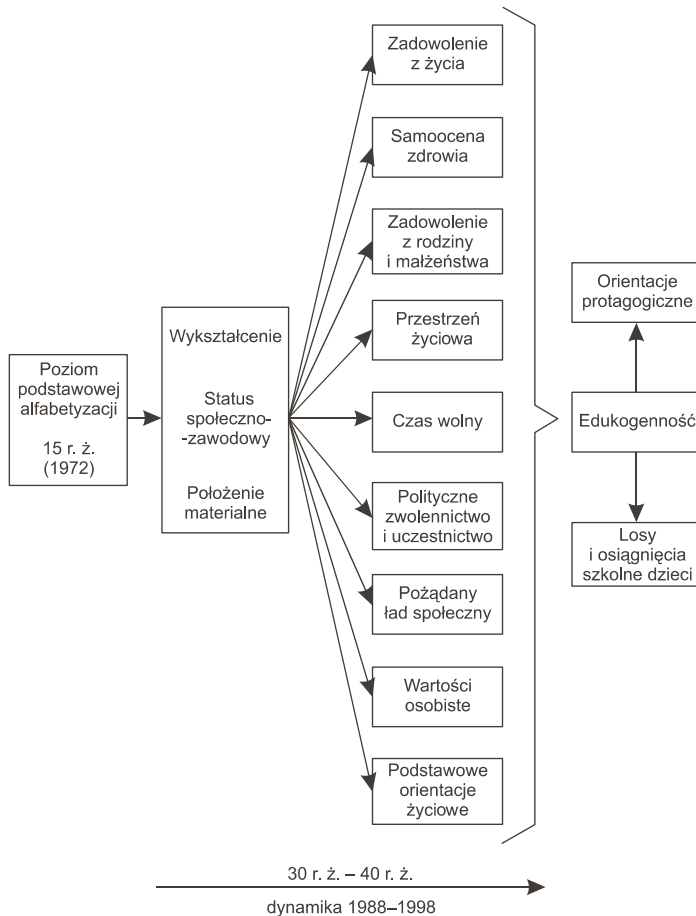 Poziom
podstawowej
alfabetyzacji
15 r. ż.
(1972)
Wykształcenie
Status
społeczno-
-zawodowy
Położenie
materialne
Zadowolenie
z życia
Samoocena
zdrowia
Zadowolenie
z rodziny
i małżeństwa
Przestrzeń
życiowa
Czas wolny
Polityczne
zwolennictwo
i uczestnictwo
Pożądany
ład społeczny
Wartości
osobiste
Podstawowe
orientacje
życiowe
Orientacje
protagogiczne
Edukogenność
Losy
i osiągnięcia
szkolne dzieci
30 r. ż. – 40 r. ż.
dynamika 1988–1998